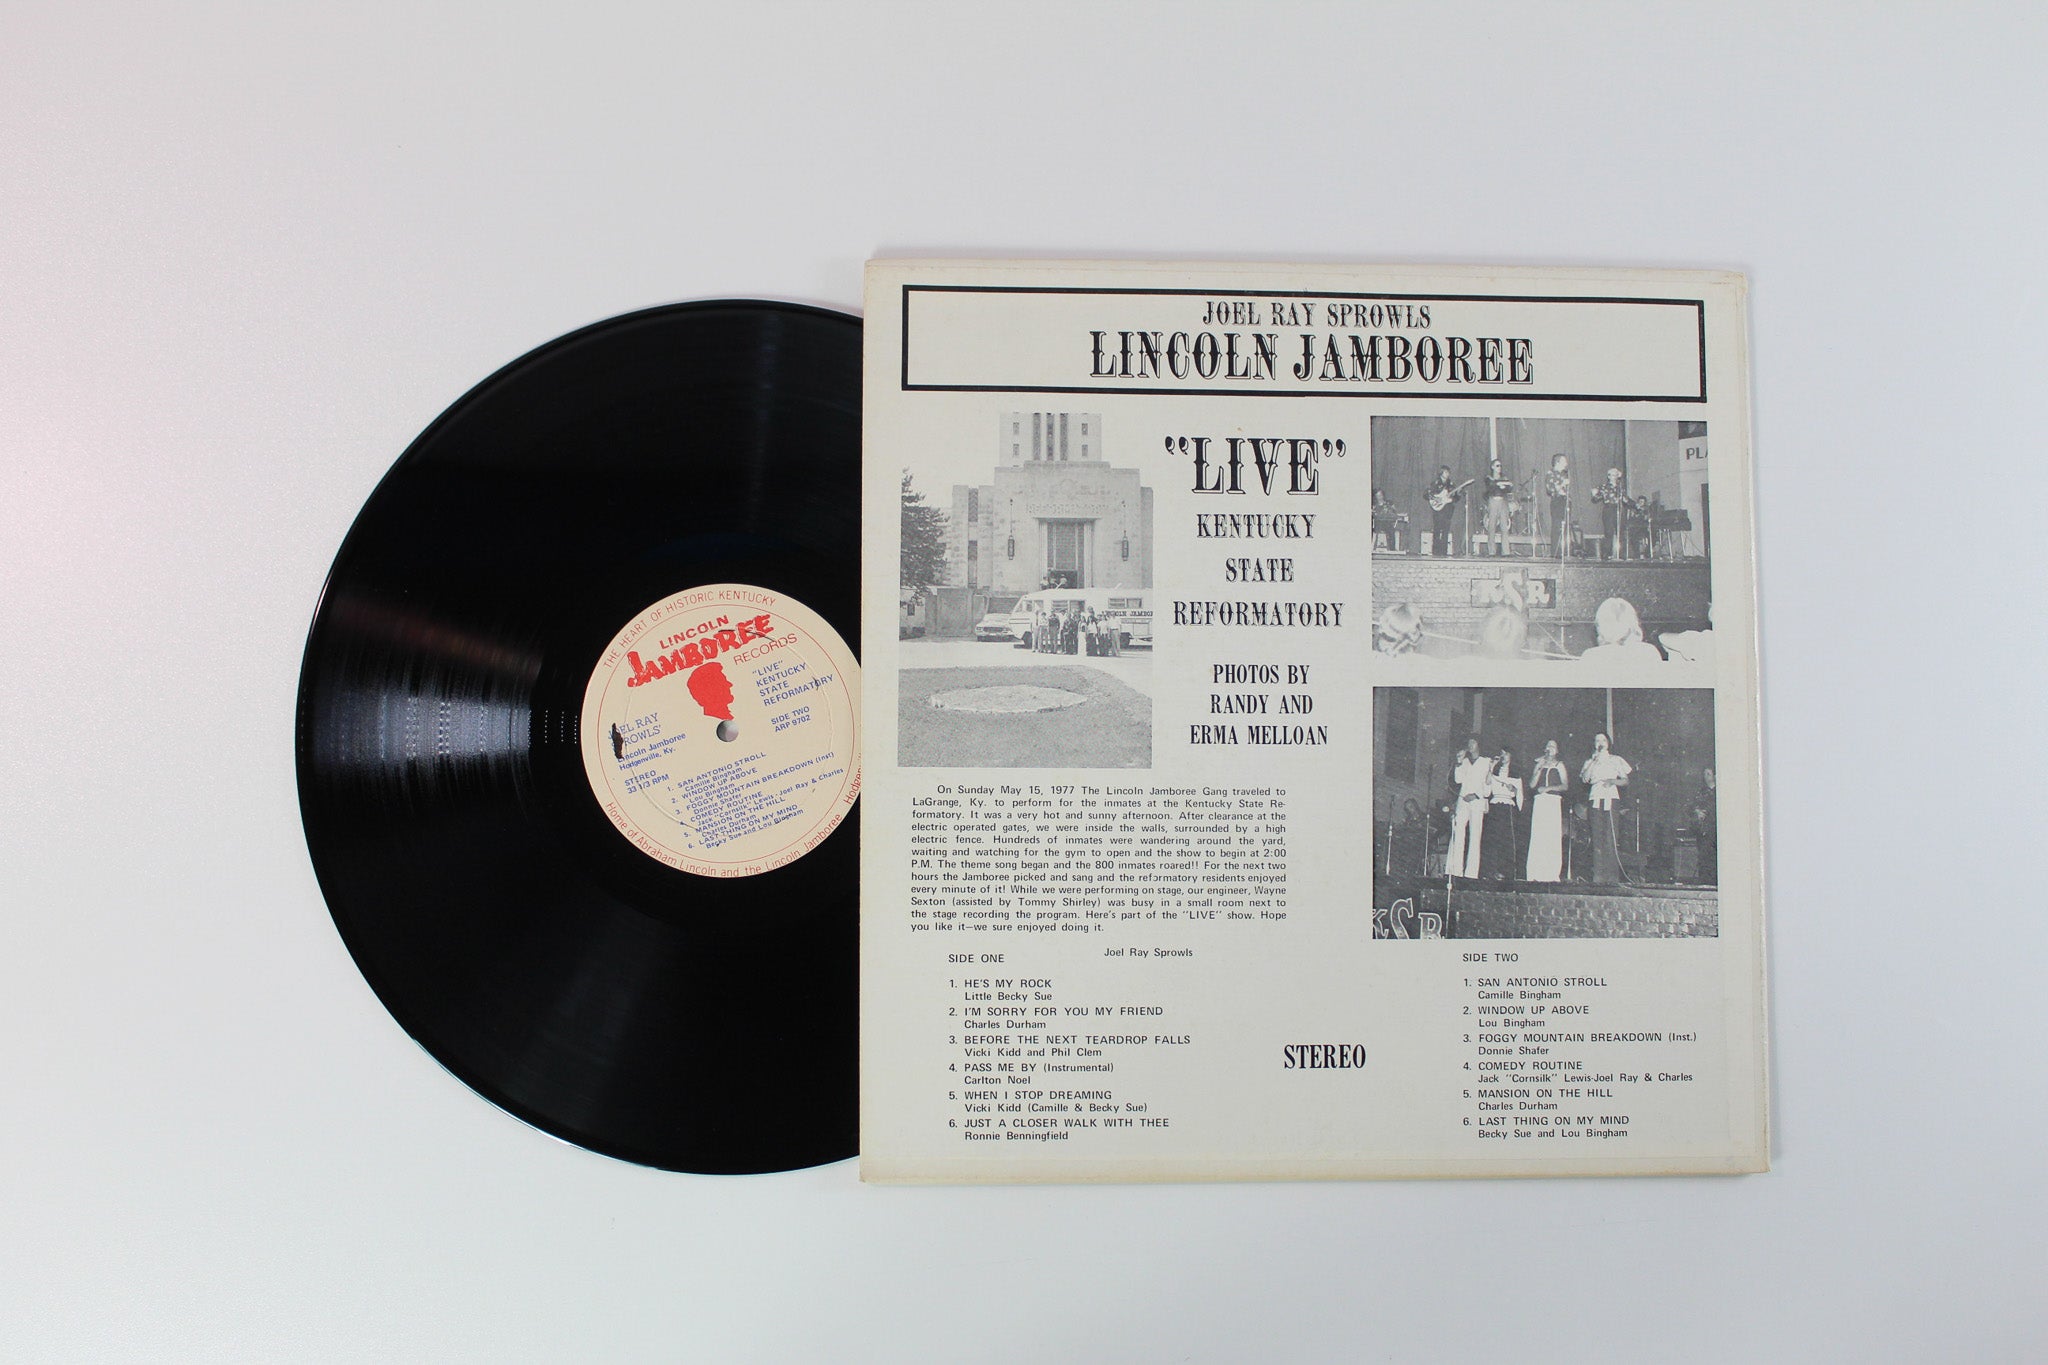 JOEL RAY SPROWLS
LINCOLN JAMBOREE
"LIVE"
KENTUCKY
STATE
REFORMATORY
PHOTOS BY
RANDY AND
ERMA MELLOAN
LINCOLN JAMBOR
PLA
KSR
KSR
On Sunday May 15, 1977 The Lincoln Jamboree Gang traveled to
LaGrange, Ky. to perform for the inmates at the Kentucky State Re-
formatory. It was a very hot and sunny afternoon. After clearance at the
electric operated gates, we were inside the walls, surrounded by a high
electric fence. Hundreds of inmates were wandering around the yard,
waiting and watching for the gym to open and the show to begin at 2:00
P.M. The theme song began and the 800 inmates roared!! For the next two
hours the Jamboree picked and sang and the reformatory residents enjoyed
every minute of it! While we were performing on stage, our engineer, Wayne
Sexton (assisted by Tommy Shirley) was busy in a small room next to
the stage recording the program. Here's part of the "LIVE" show. Hope
you like it—we sure enjoyed doing it.
Joel Ray Sprowls
SIDE ONE
1. HE'S MY ROCK
Little Becky Sue
2. I'M SORRY FOR YOU MY FRIEND
Charles Durham
3. BEFORE THE NEXT TEARDROP FALLS
Vicki Kidd and Phil Clem
4. PASS ME BY (Instrumental)
Carlton Noel
5. WHEN I STOP DREAMING
Vicki Kidd (Camille & Becky Sue)
6. JUST A CLOSER WALK WITH THEE
Ronnie Benningfield
STEREO
SIDE TWO
1. SAN ANTONIO STROLL
Camille Bingham
2. WINDOW UP ABOVE
Lou Bingham
3. FOGGY MOUNTAIN BREAKDOWN (Inst.)
Donnie Shafer
4. COMEDY ROUTINE
Jack "Cornsilk" Lewis-Joel Ray & Charles
5. MANSION ON THE HILL
Charles Durham
6. LAST THING ON MY MIND
Becky Sue and Lou Bingham
THE HEART OF HISTORIC KENTUCKY
LINCOLN
JAMBOREE
RECORDS
"LIVE"
KENTUCKY
STATE
REFORMATORY
SIDE TWO
ARP 9702
JOEL RAY
SPROWLS'
Lincoln Jamboree
Hodgenville, Ky.
STEREO
33 1/3 RPM
1. SAN ANTONIO STROLL
Camille Bingham
2. WINDOW UP ABOVE
Lou Bingham
3. FOGGY MOUNTAIN BREAKDOWN (Inst)
Donnie Shafer
4. COMEDY ROUTINE
Jack "Cornsilk" Lewis - Joel Ray & Charles
5. MANSION ON THE HILL
Charles Durham
6. LAST THING ON MY MIND
Becky Sue and Lou Bingham
Home of Abraham Lincoln and the Lincoln Jamboree